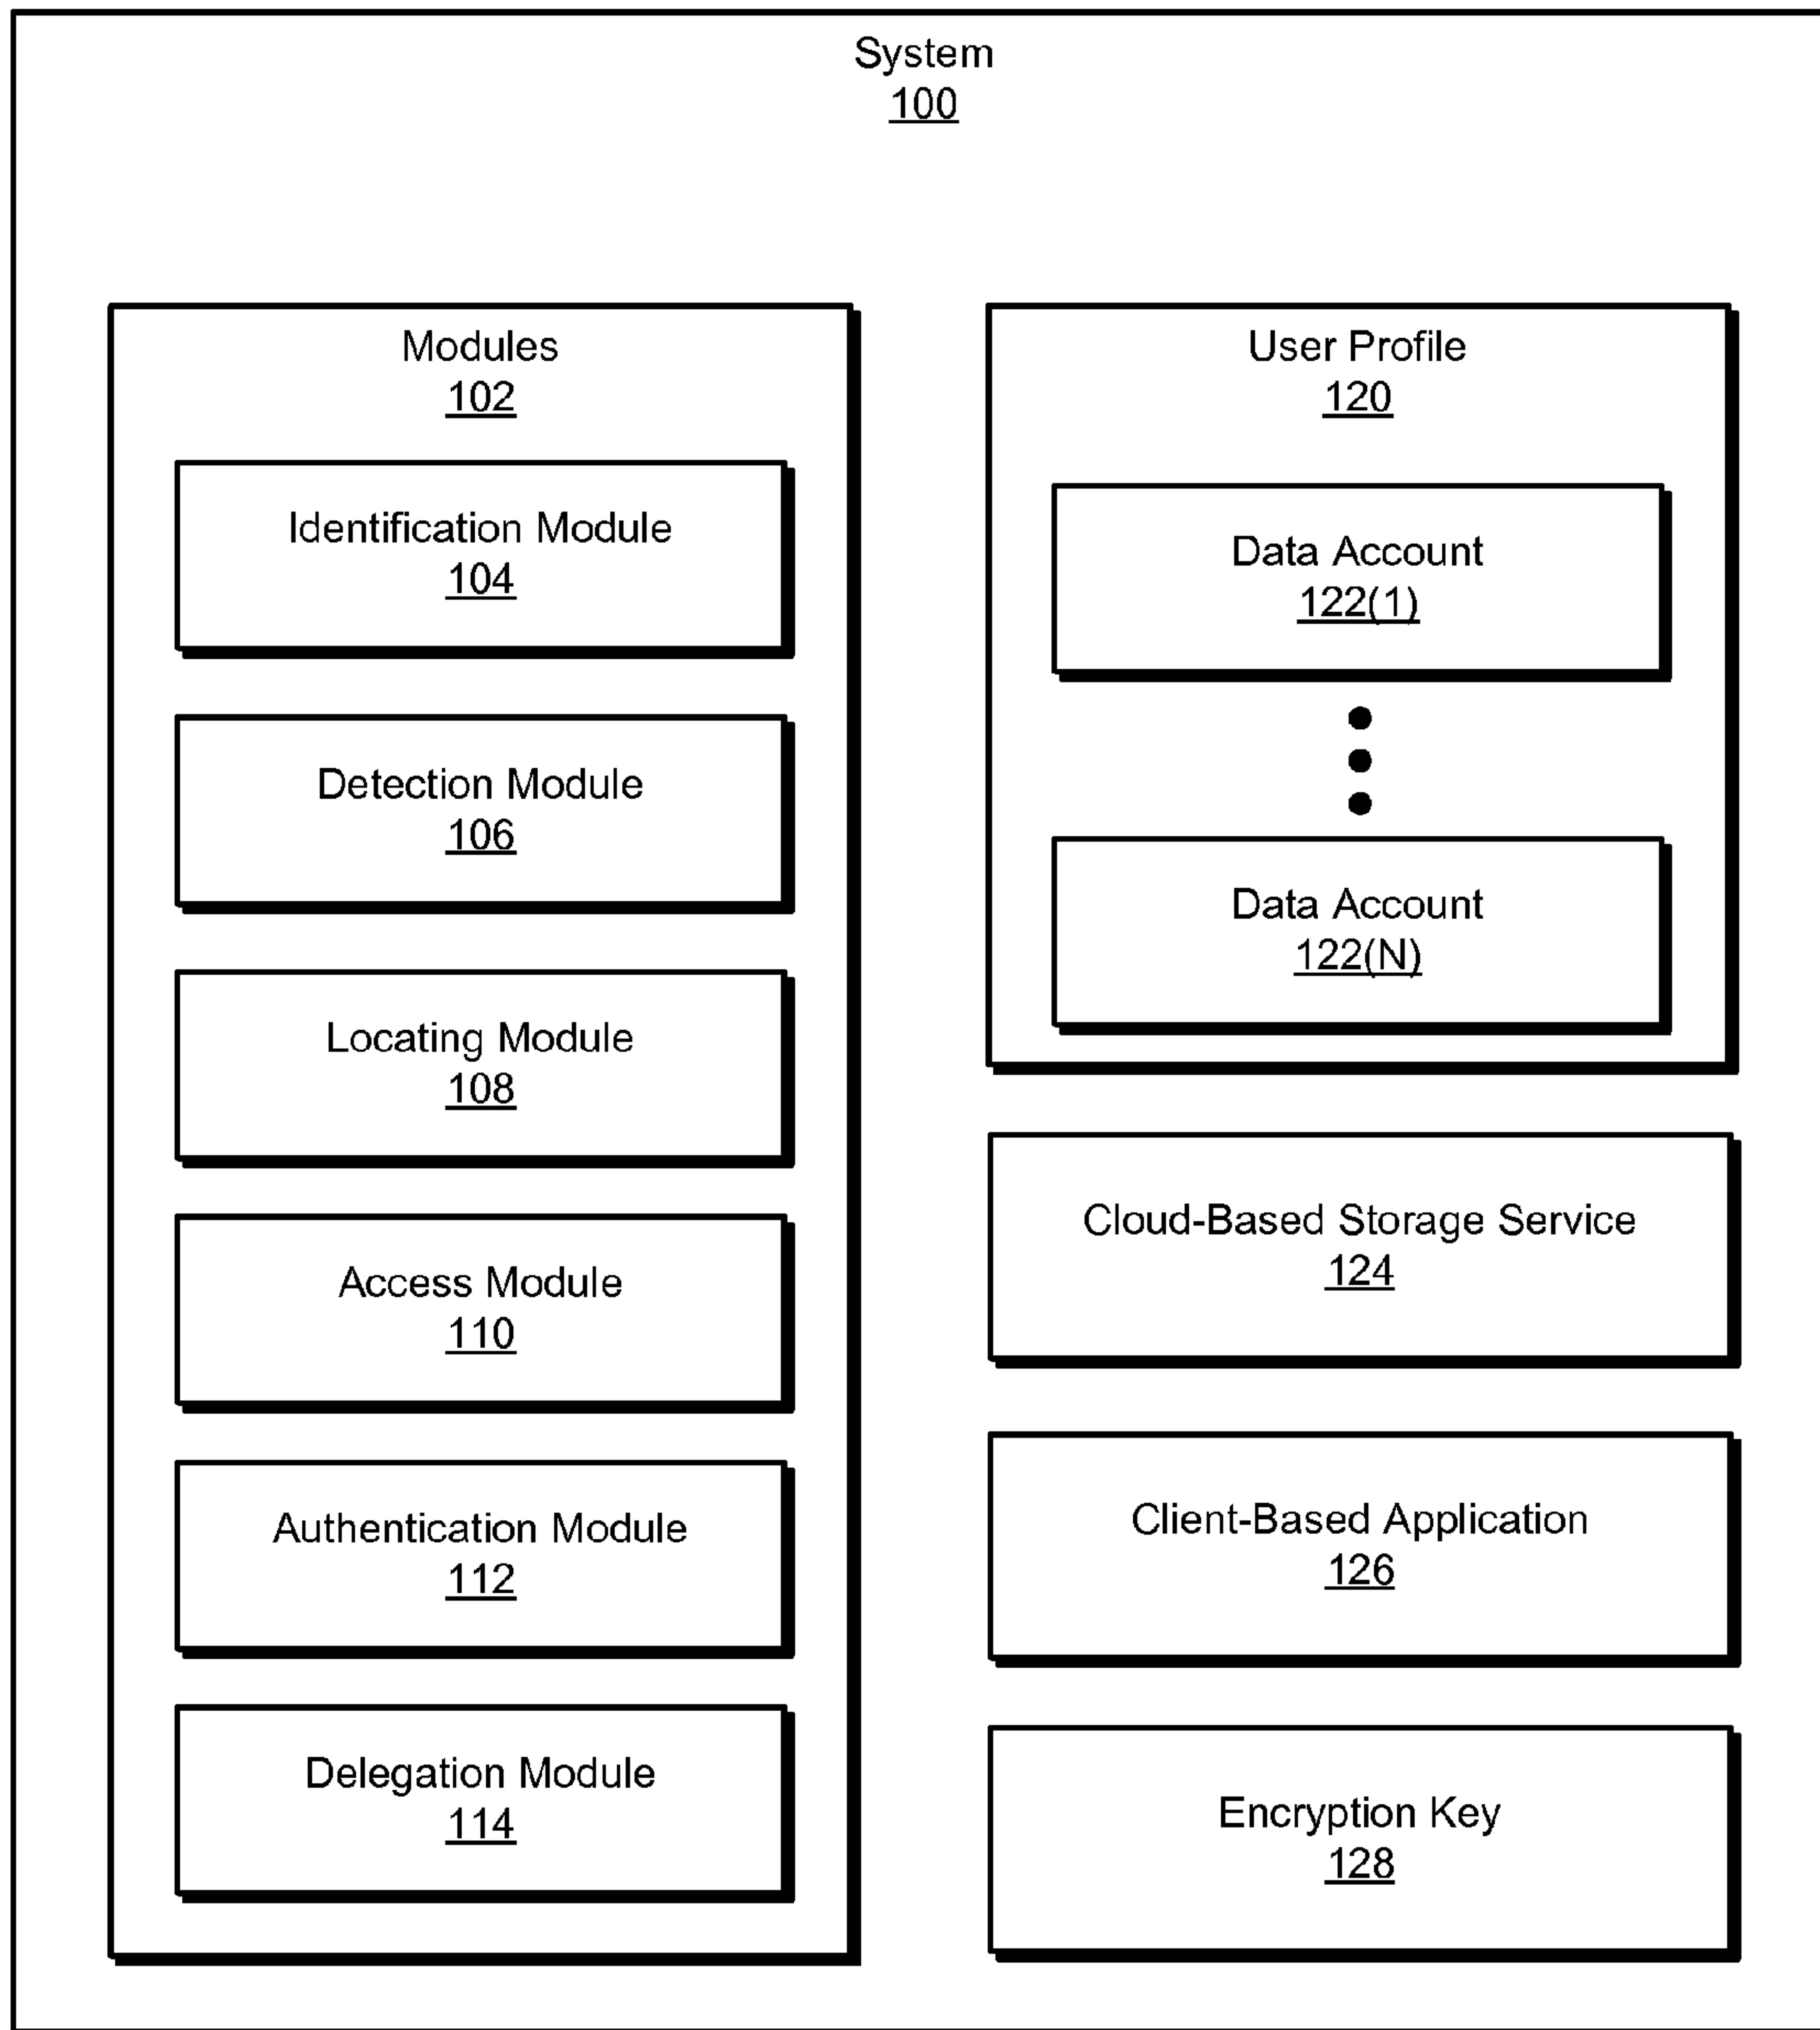 System
100
Modules
102
Identification Module
104
Detection Module
106
Locating Module
108
Access Module
110
Authentication Module
112
Delegation Module
114
User Profile
120
Data Account
122(1)
Data Account
122(N)
Cloud-Based Storage Service
124
Client-Based Application
126
Encryption Key
128